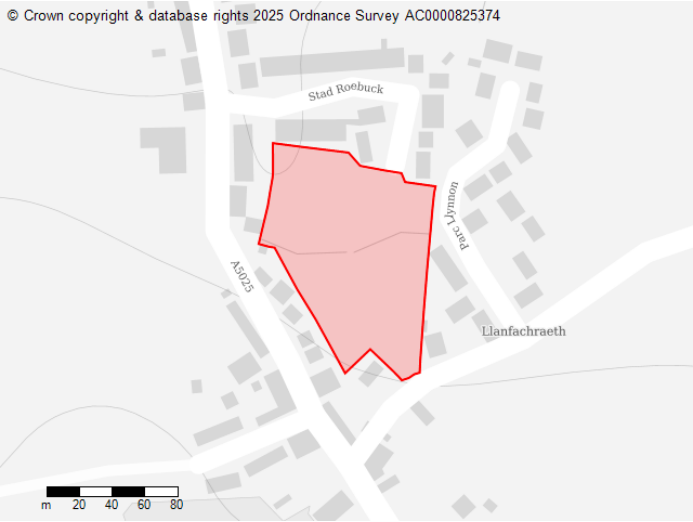 © Crown copyright & database rights 2025 Ordnance Survey AC0000825374
Stad Roebuck
Parc Llynnon
A5025
Llanfachraeth
m 20 40 60 80